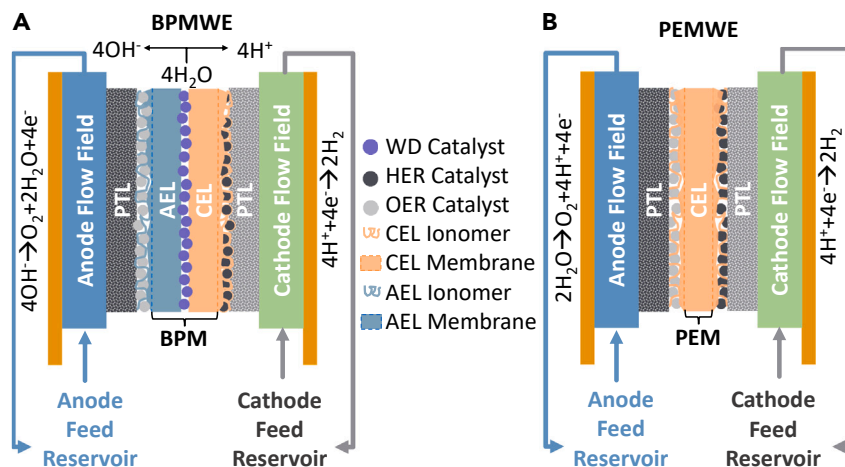 A
BPMWE
4OH⁻
4H⁺
4H₂O
4OH⁻→O₂+2H₂O+4e⁻
Anode Flow Field
PTL
AEL
CEL
PTL
Cathode Flow Field
4H⁺+4e⁻→2H₂
BPM
Anode
Feed
Reservoir
Cathode
Feed
Reservoir
WD Catalyst
HER Catalyst
OER Catalyst
CEL Ionomer
CEL Membrane
AEL Ionomer
AEL Membrane
B
PEMWE
2H₂O→O₂+4H⁺+4e⁻
Anode Flow Field
PTL
CEL
PTL
Cathode Flow Field
4H⁺+4e⁻→2H₂
PEM
Anode
Feed
Reservoir
Cathode
Feed
Reservoir